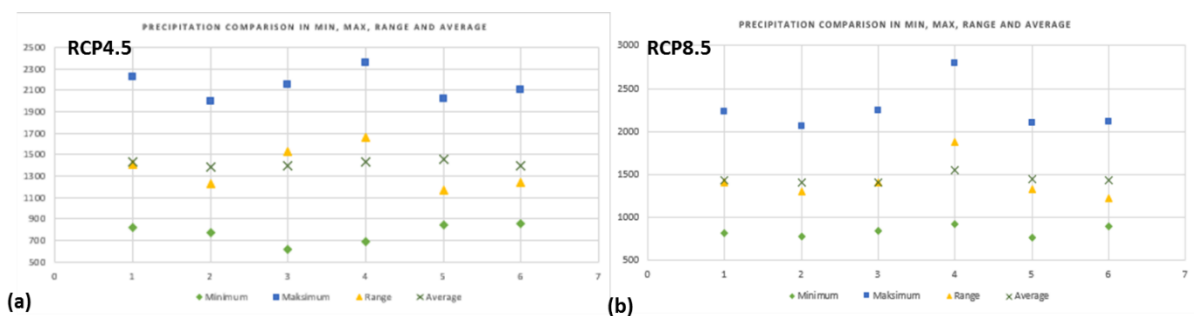 PRECIPITATION COMPARISON IN MIN, MAX, RANGE AND AVERAGE
RCP4.5
2500
2300
2100
1900
1700
1500
1300
1100
900
700
500
0 1 2 3 4 5 6 7
Minimum Maksimum Range Average
(a)
PRECIPITATION COMPARISON IN MIN, MAX, RANGE AND AVERAGE
RCP8.5
3000
2500
2000
1500
1000
500
0 1 2 3 4 5 6 7
Minimum Maksimum Range Average
(b)